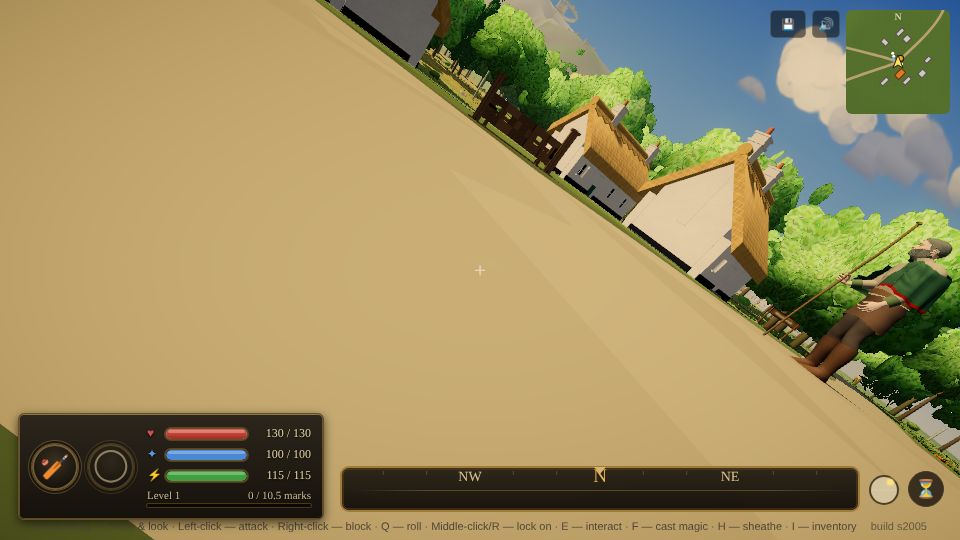 N
130 / 130
100 / 100
115 / 115
Level 1
0 / 10.5 marks
NW
N
NE
& look · Left-click — attack · Right-click — block · Q — roll · Middle-click/R — lock on · E — interact · F — cast magic · H — sheathe · I — inventory
build s2005